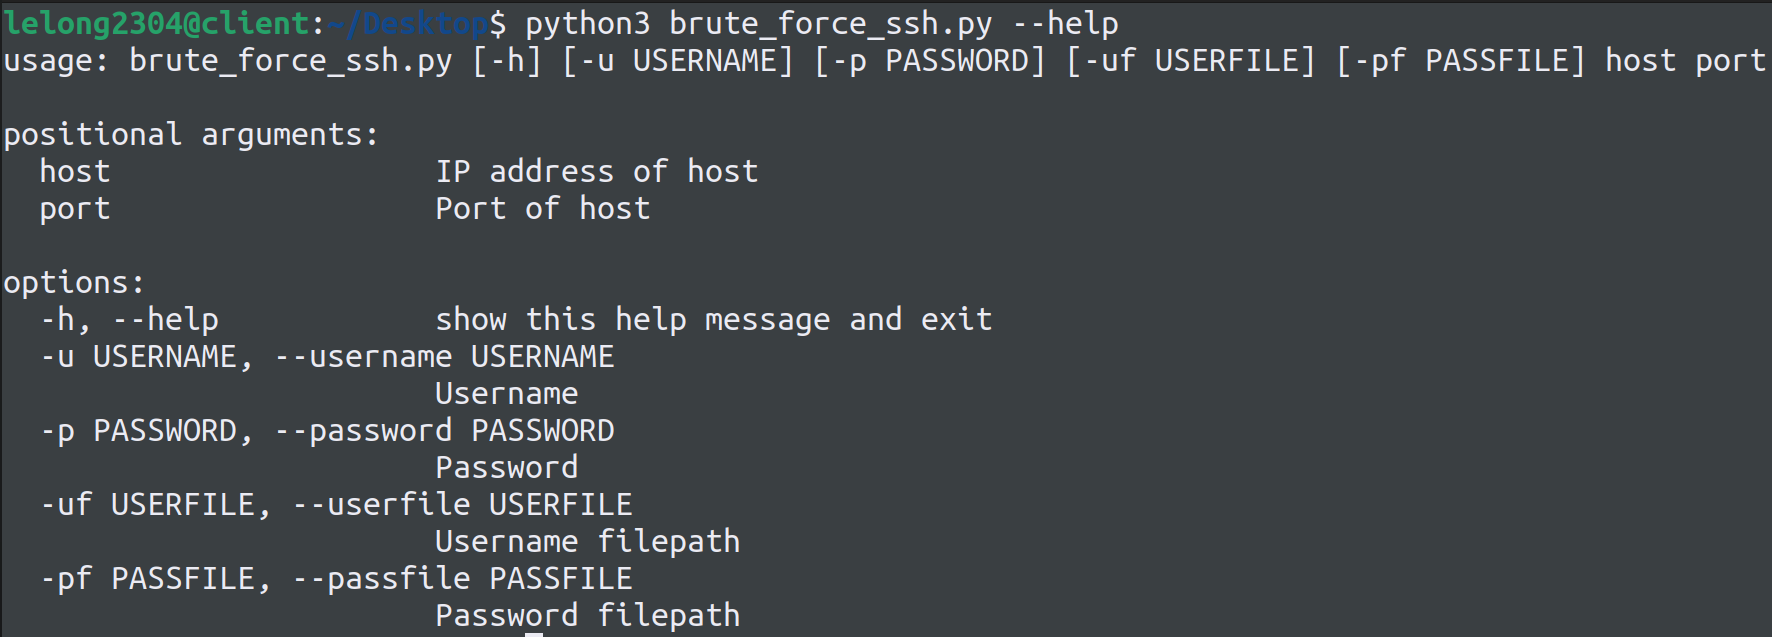 lelong2304@client:~/Desktop$ python3 brute_force_ssh.py --help
usage: brute_force_ssh.py [-h] [-u USERNAME] [-p PASSWORD] [-uf USERFILE] [-pf PASSFILE] host port
positional arguments:
  host                  IP address of host
  port                  Port of host
options:
  -h, --help            show this help message and exit
  -u USERNAME, --username USERNAME
                        Username
  -p PASSWORD, --password PASSWORD
                        Password
  -uf USERFILE, --userfile USERFILE
                        Username filepath
  -pf PASSFILE, --passfile PASSFILE
                        Password filepath